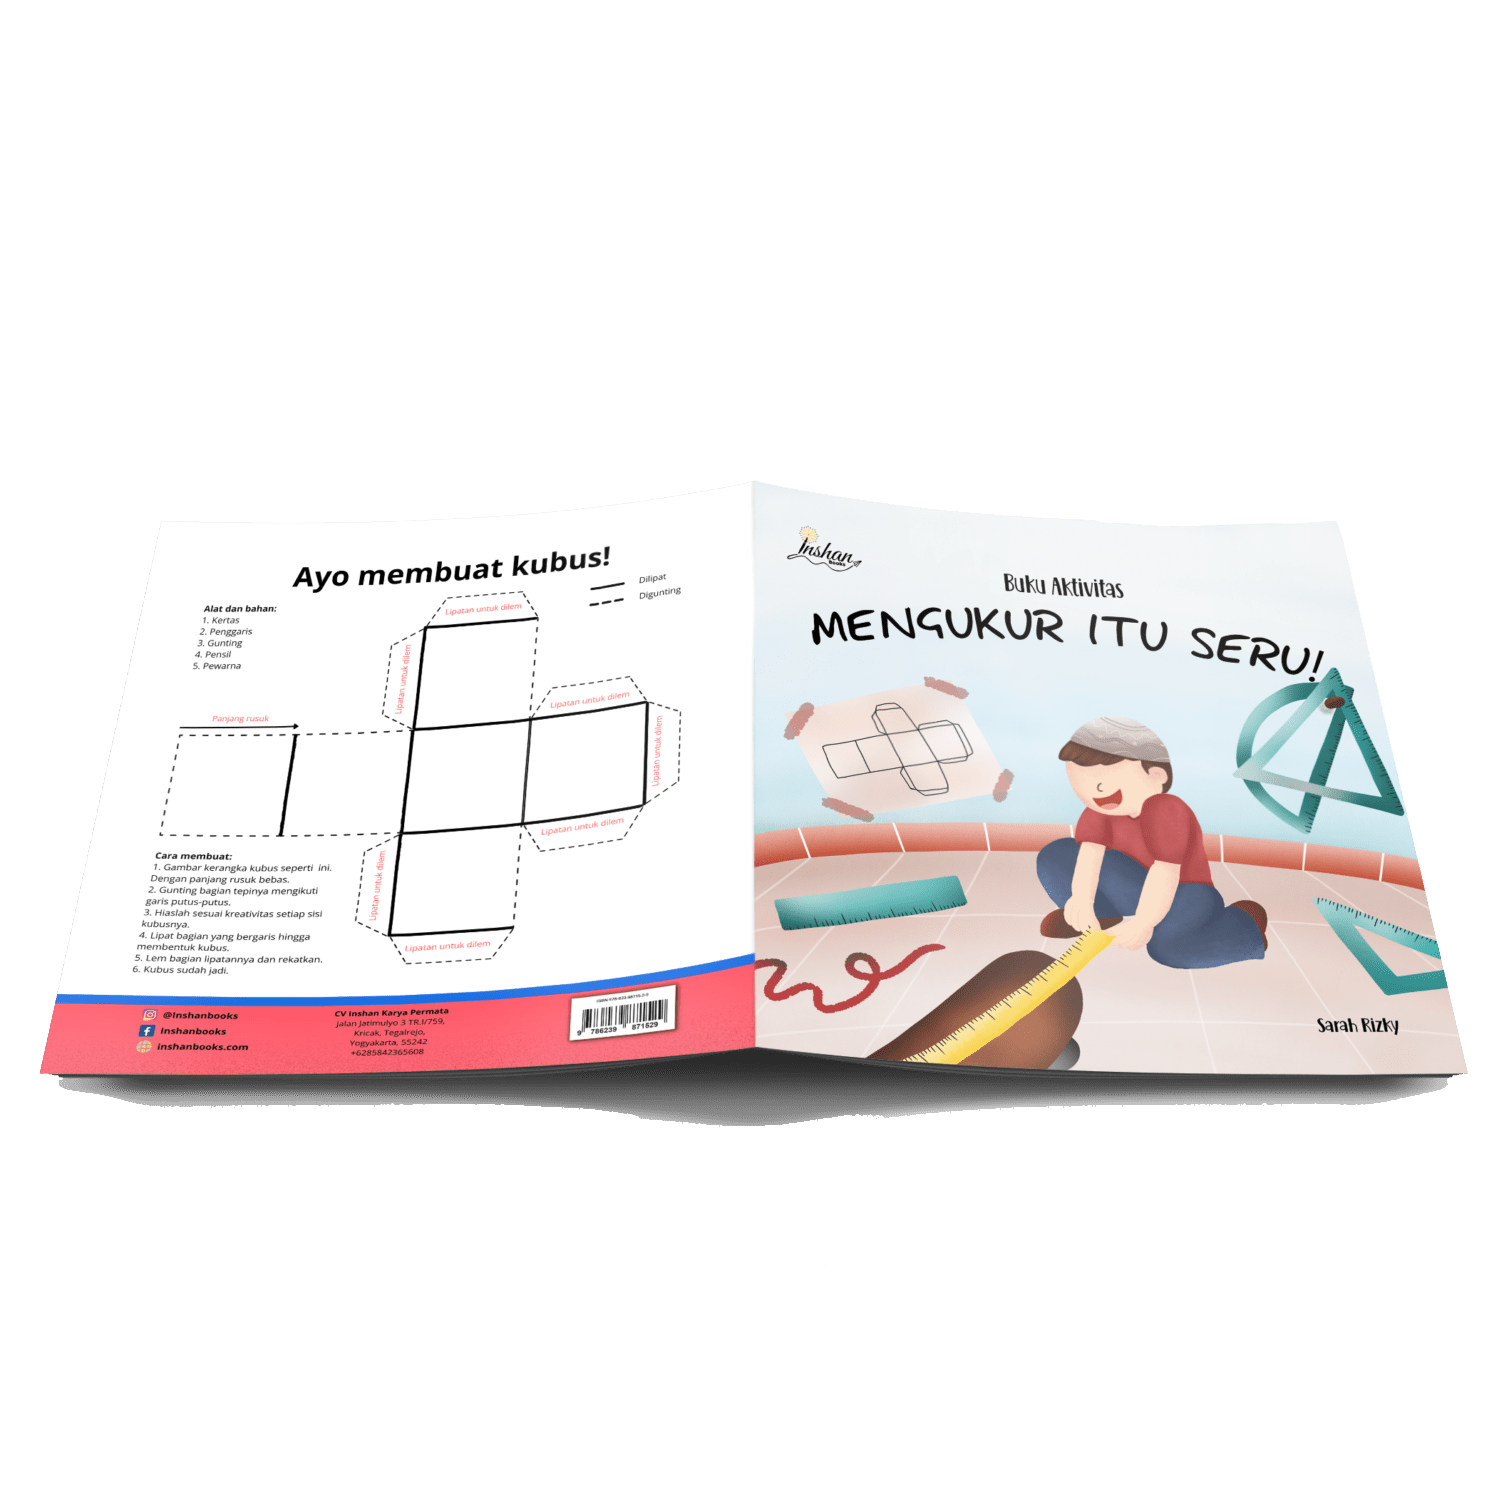 Ayo membuat kubus!
Dilipat
Digunting
Alat dan bahan:
1. Kertas
2. Penggaris
3. Gunting
4. Pensil
5. Pewarna
Lipatan untuk dilem
Lipatan untuk dilem
Lipatan untuk dilem
Lipatan untuk dilem
Panjang rusuk
Lipatan untuk dilem
Lipatan untuk dilem
Lipatan untuk dilem
Cara membuat:
1. Gambar kerangka kubus seperti ini.
Dengan panjang rusuk bebas.
2. Gunting bagian tepinya mengikuti
garis putus-putus.
3. Hiaslah sesuai kreativitas setiap sisi
kubusnya.
4. Lipat bagian yang bergaris hingga
membentuk kubus.
5. Lem bagian lipatannya dan rekatkan.
6. Kubus sudah jadi.
@Inshanbooks
Inshanbooks
inshanbooks.com
CV Inshan Karya Permata
Jalan Jatimulyo 3 TR.I/759,
Kricak, Tegalrejo,
Yogyakarta, 55242
+6285842365608
9 786239 871529
Inshan
Books
Buku Aktivitas
MENGUKUR ITU SERU!
Sarah Rizky